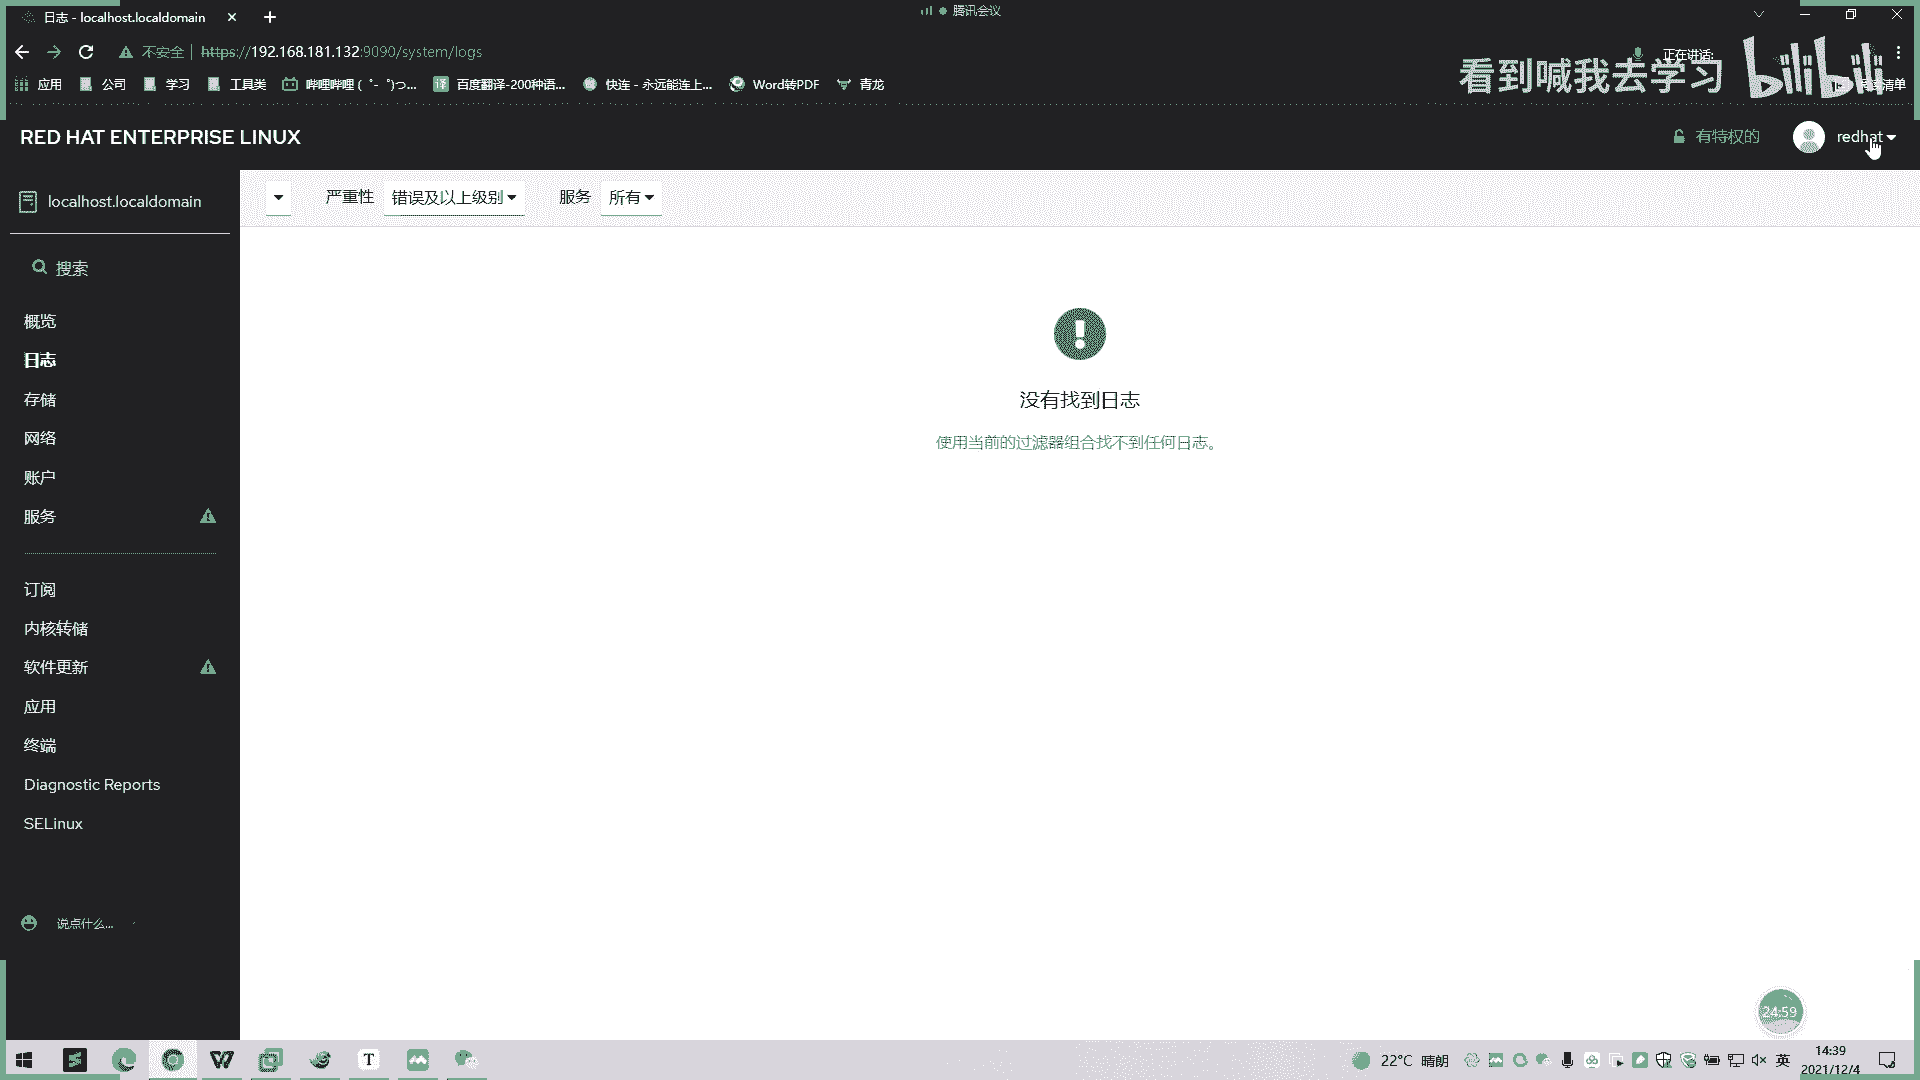 日志 - localhost.localdomain
腾讯会议
不安全 | https://192.168.181.132:9090/system/logs
正在讲话:
应用 公司 学习 工具类 哔哩哔哩 ( ゜- ゜)つ... 百度翻译-200种语... 快连 - 永远能连上... Word转PDF 青龙
看到喊我去学习 bilibili
清单
RED HAT ENTERPRISE LINUX
有特权的 redhat
localhost.localdomain
严重性 错误及以上级别 服务 所有
搜索
概览
日志
存储
网络
账户
服务
订阅
内核转储
软件更新
应用
终端
Diagnostic Reports
SELinux
没有找到日志
使用当前的过滤器组合找不到任何日志。
说点什么...
24:59
22°C 晴朗
英
14:39
2021/12/4